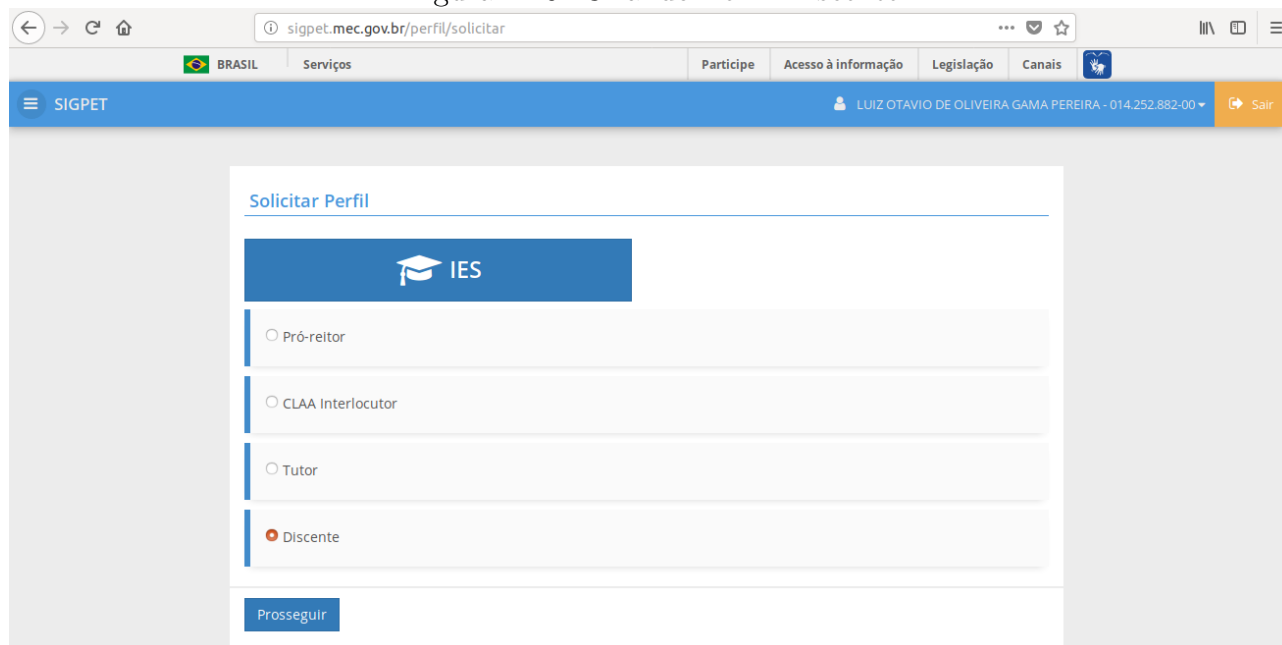 sigpet.mec.gov.br/perfil/solicitar
BRASIL Serviços Participe Acesso à informação Legislação Canais
SIGPET LUIZ OTAVIO DE OLIVEIRA GAMA PEREIRA - 014.252.882-00 Sair
Solicitar Perfil
IES
Pró-reitor
CLAA Interlocutor
Tutor
Discente
Prosseguir